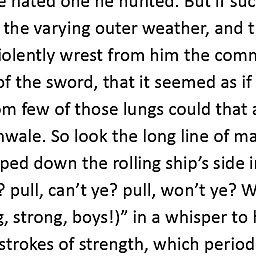 hated one he hunted. But if suc
the varying outer weather, and t
iolently wrest from him the comm
of the sword, that it seemed as if
om few of those lungs could that a
nwale. So look the long line of ma
ped down the rolling ship’s side i
? pull, can’t ye? pull, won’t ye? W
g, strong, boys!)” in a whisper to
strokes of strength, which period